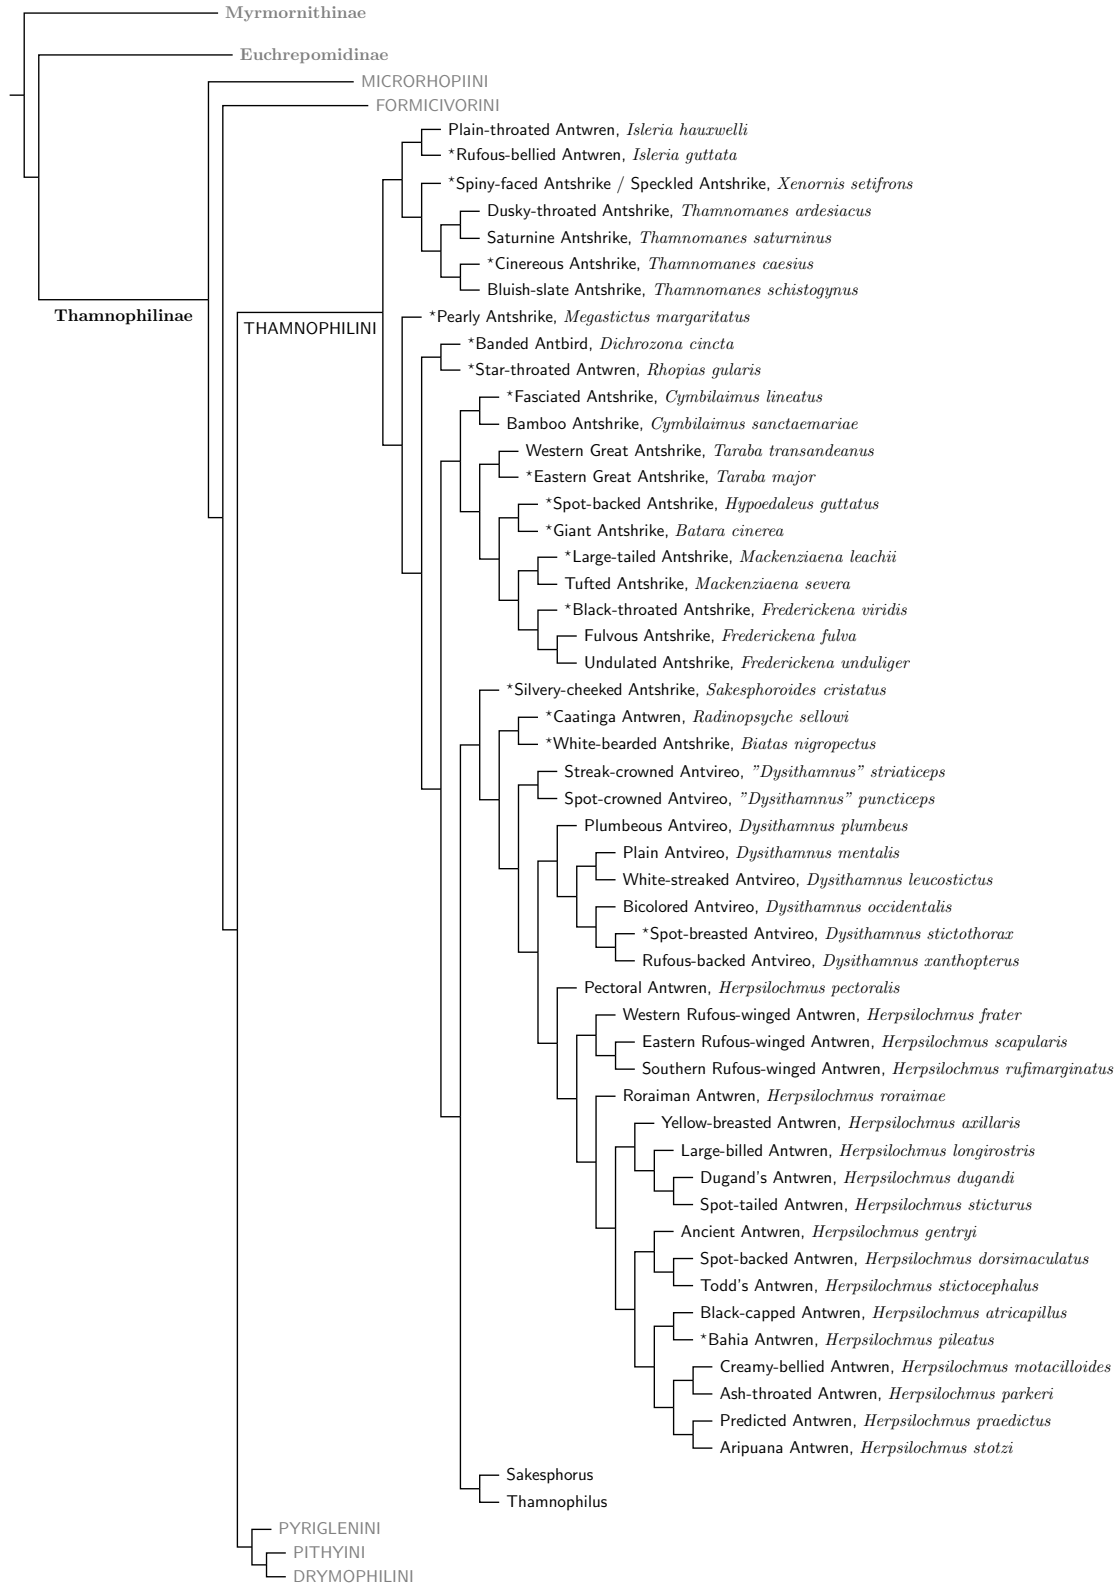 Myrmornithinae
Euchrepomidinae
MICRORHOPIINI
FORMICIVORINI
Plain-throated Antwren, Isleria hauxwelli
*Rufous-bellied Antwren, Isleria guttata
*Spiny-faced Antshrike / Speckled Antshrike, Xenornis setifrons
Dusky-throated Antshrike, Thamnomanes ardesiacus
Saturnine Antshrike, Thamnomanes saturninus
*Cinereous Antshrike, Thamnomanes caesius
Bluish-slate Antshrike, Thamnomanes schistogynus
Thamnophilinae
THAMNOPHILINI
*Pearly Antshrike, Megastictus margaritatus
*Banded Antbird, Dichrozona cincta
*Star-throated Antwren, Rhopias gularis
*Fasciated Antshrike, Cymbilaimus lineatus
Bamboo Antshrike, Cymbilaimus sanctaemariae
Western Great Antshrike, Taraba transandeanus
*Eastern Great Antshrike, Taraba major
*Spot-backed Antshrike, Hypoedaleus guttatus
*Giant Antshrike, Batara cinerea
*Large-tailed Antshrike, Mackenziaena leachii
Tufted Antshrike, Mackenziaena severa
*Black-throated Antshrike, Frederickena viridis
Fulvous Antshrike, Frederickena fulva
Undulated Antshrike, Frederickena unduliger
*Silvery-cheeked Antshrike, Sakesphoroides cristatus
*Caatinga Antwren, Radinopsyche sellowi
*White-bearded Antshrike, Biatas nigropectus
Streak-crowned Antvireo, "Dysithamnus" striaticeps
Spot-crowned Antvireo, "Dysithamnus" puncticeps
Plumbeous Antvireo, Dysithamnus plumbeus
Plain Antvireo, Dysithamnus mentalis
White-streaked Antvireo, Dysithamnus leucostictus
Bicolored Antvireo, Dysithamnus occidentalis
*Spot-breasted Antvireo, Dysithamnus stictothorax
Rufous-backed Antvireo, Dysithamnus xanthopterus
Pectoral Antwren, Herpsilochmus pectoralis
Western Rufous-winged Antwren, Herpsilochmus frater
Eastern Rufous-winged Antwren, Herpsilochmus scapularis
Southern Rufous-winged Antwren, Herpsilochmus rufimarginatus
Roraiman Antwren, Herpsilochmus roraimae
Yellow-breasted Antwren, Herpsilochmus axillaris
Large-billed Antwren, Herpsilochmus longirostris
Dugand's Antwren, Herpsilochmus dugandi
Spot-tailed Antwren, Herpsilochmus sticturus
Ancient Antwren, Herpsilochmus gentryi
Spot-backed Antwren, Herpsilochmus dorsimaculatus
Todd's Antwren, Herpsilochmus stictocephalus
Black-capped Antwren, Herpsilochmus atricapillus
*Bahia Antwren, Herpsilochmus pileatus
Creamy-bellied Antwren, Herpsilochmus motacilloides
Ash-throated Antwren, Herpsilochmus parkeri
Predicted Antwren, Herpsilochmus praedictus
Aripuana Antwren, Herpsilochmus stotzi
Sakesphorus
Thamnophilus
PYRIGLENINI
PITHYINI
DRYMOPHILINI